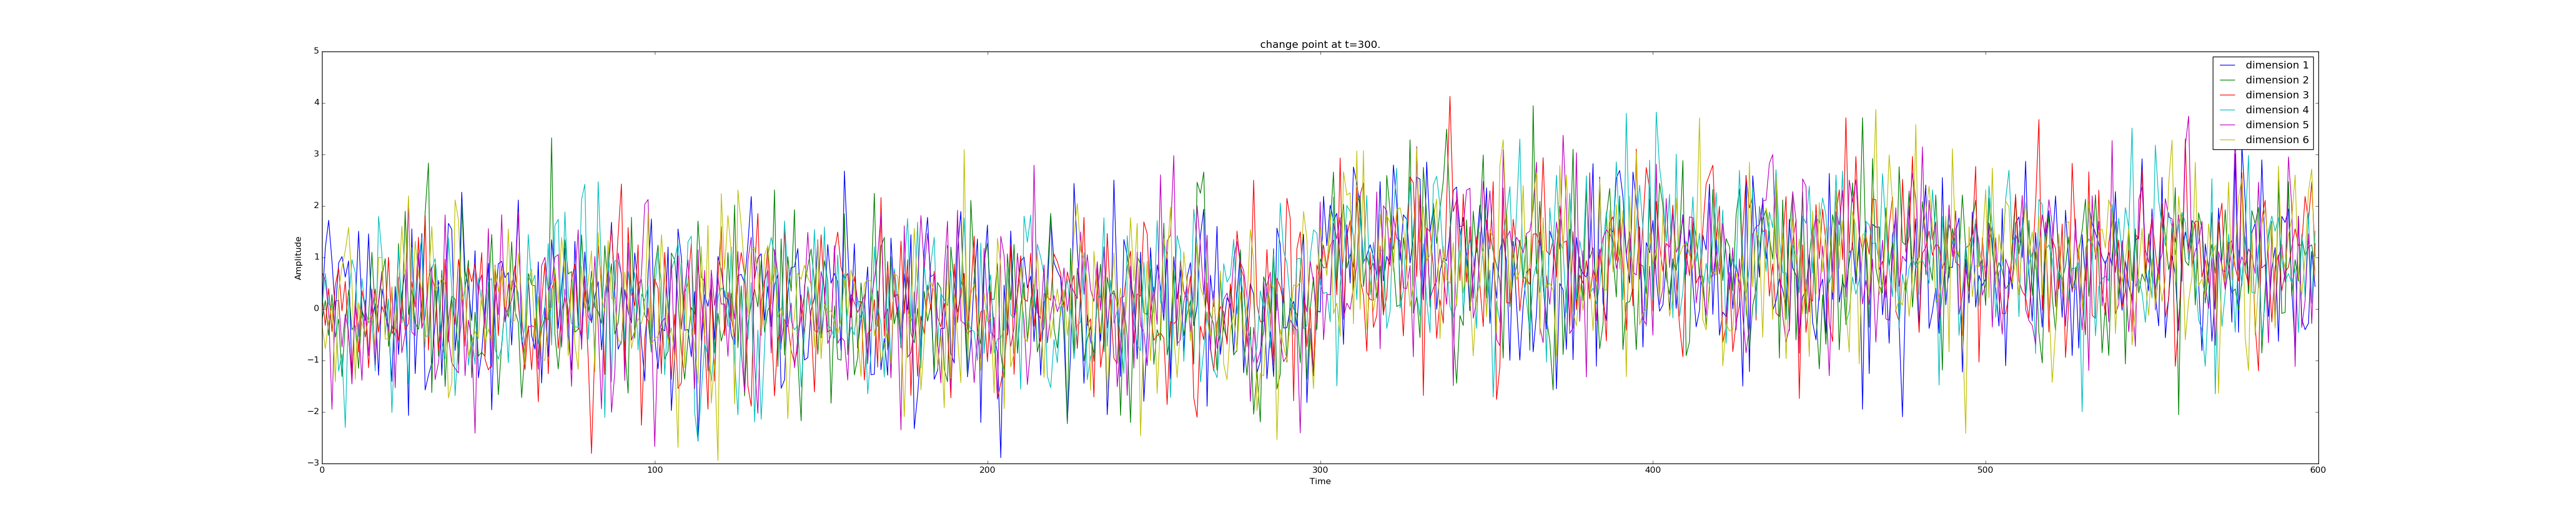 change point at t=300.
5
4
3
2
1
0
−1
−2
−3
Amplitude
dimension 1
dimension 2
dimension 3
dimension 4
dimension 5
dimension 6
0 100 200 300 400 500 600
Time